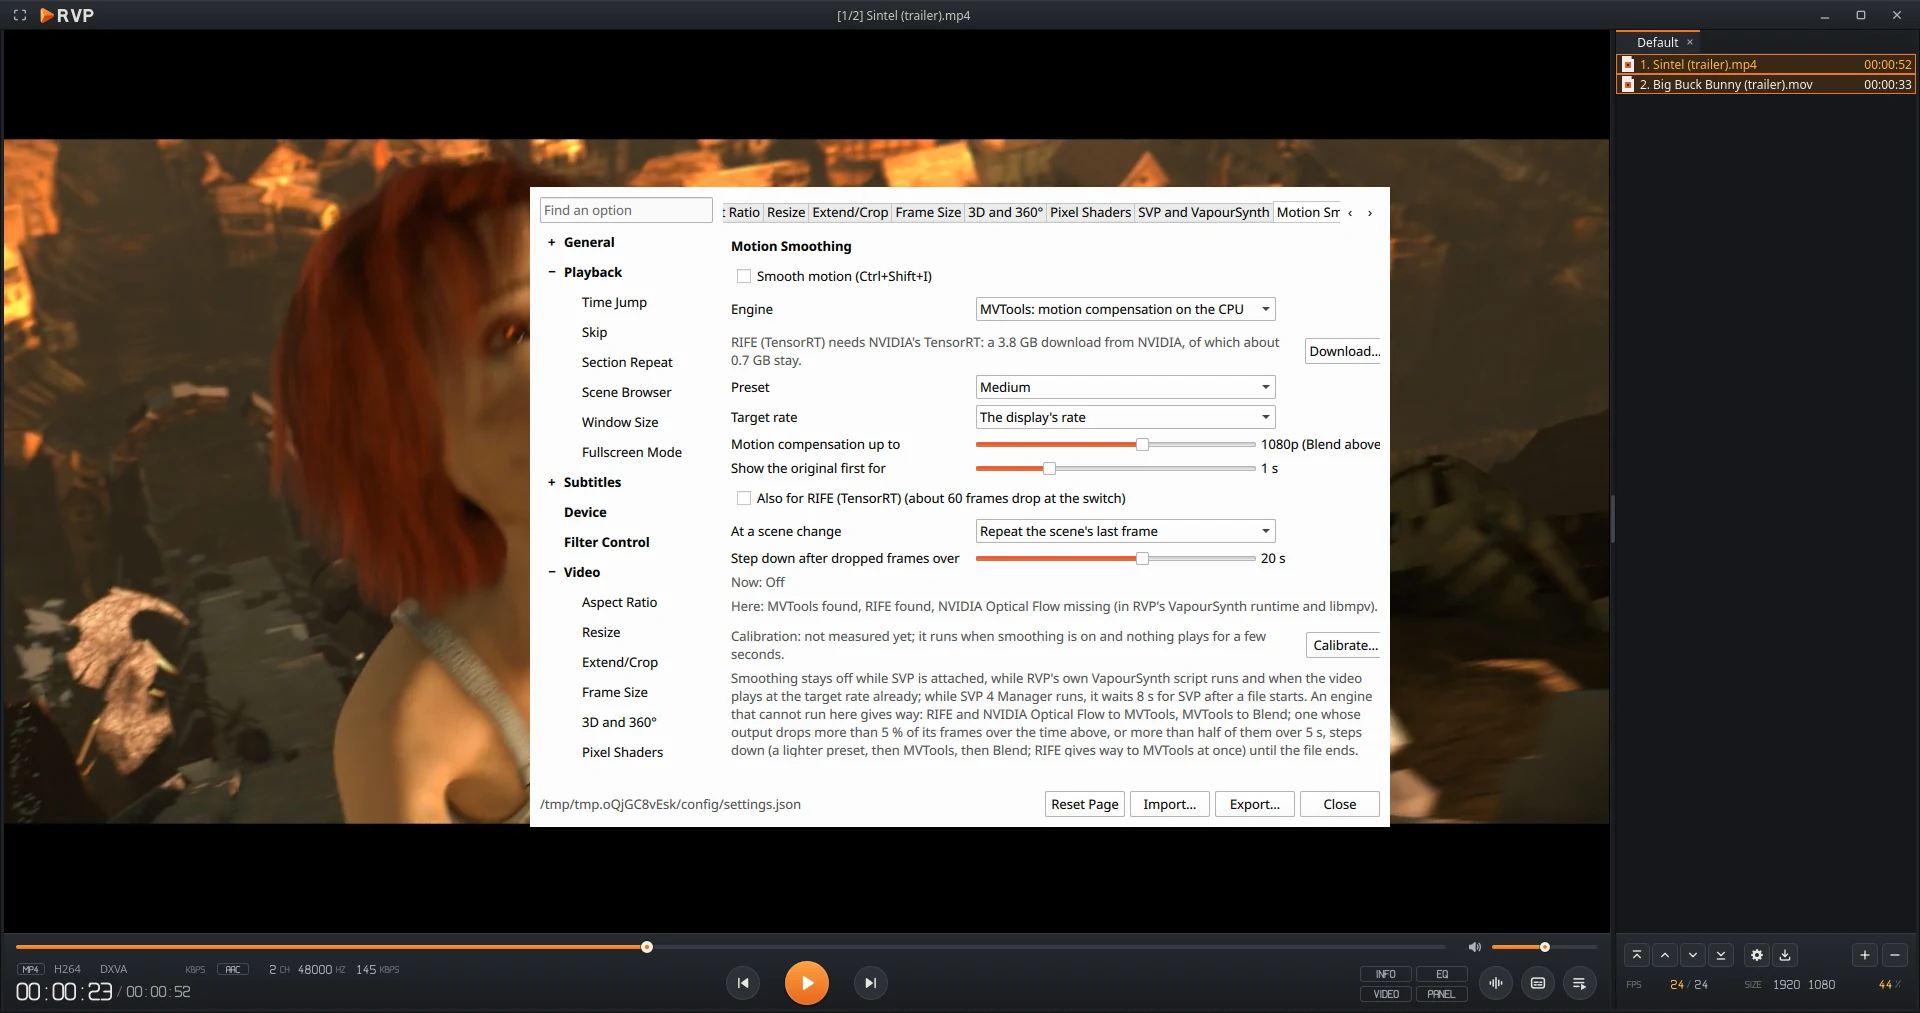 RVP
[1/2] Sintel (trailer).mp4
Default ×
1. Sintel (trailer).mp4 00:00:52
2. Big Buck Bunny (trailer).mov 00:00:33
Find an option
t Ratio Resize Extend/Crop Frame Size 3D and 360° Pixel Shaders SVP and VapourSynth Motion Sm ‹ ›
+ General
− Playback
Time Jump
Skip
Section Repeat
Scene Browser
Window Size
Fullscreen Mode
+ Subtitles
Device
Filter Control
− Video
Aspect Ratio
Resize
Extend/Crop
Frame Size
3D and 360°
Pixel Shaders
Motion Smoothing
Smooth motion (Ctrl+Shift+I)
Engine MVTools: motion compensation on the CPU
RIFE (TensorRT) needs NVIDIA's TensorRT: a 3.8 GB download from NVIDIA, of which about
0.7 GB stay.
Download...
Preset Medium
Target rate The display's rate
Motion compensation up to 1080p (Blend above
Show the original first for 1 s
Also for RIFE (TensorRT) (about 60 frames drop at the switch)
At a scene change Repeat the scene's last frame
Step down after dropped frames over 20 s
Now: Off
Here: MVTools found, RIFE found, NVIDIA Optical Flow missing (in RVP's VapourSynth runtime and libmpv).
Calibration: not measured yet; it runs when smoothing is on and nothing plays for a few
seconds.
Calibrate...
Smoothing stays off while SVP is attached, while RVP's own VapourSynth script runs and when the video
plays at the target rate already; while SVP 4 Manager runs, it waits 8 s for SVP after a file starts. An engine
that cannot run here gives way: RIFE and NVIDIA Optical Flow to MVTools, MVTools to Blend; one whose
output drops more than 5 % of its frames over the time above, or more than half of them over 5 s, steps
down (a lighter preset, then MVTools, then Blend; RIFE gives way to MVTools at once) until the file ends.
/tmp/tmp.oQjGC8vEsk/config/settings.json
Reset Page Import... Export... Close
MP4 H264 DXVA KBPS AAC 2 CH 48000 HZ 145 KBPS
00:00:23 / 00:00:52
INFO EQ
VIDEO PANEL
FPS 24 / 24 SIZE 1920 1080 44 %